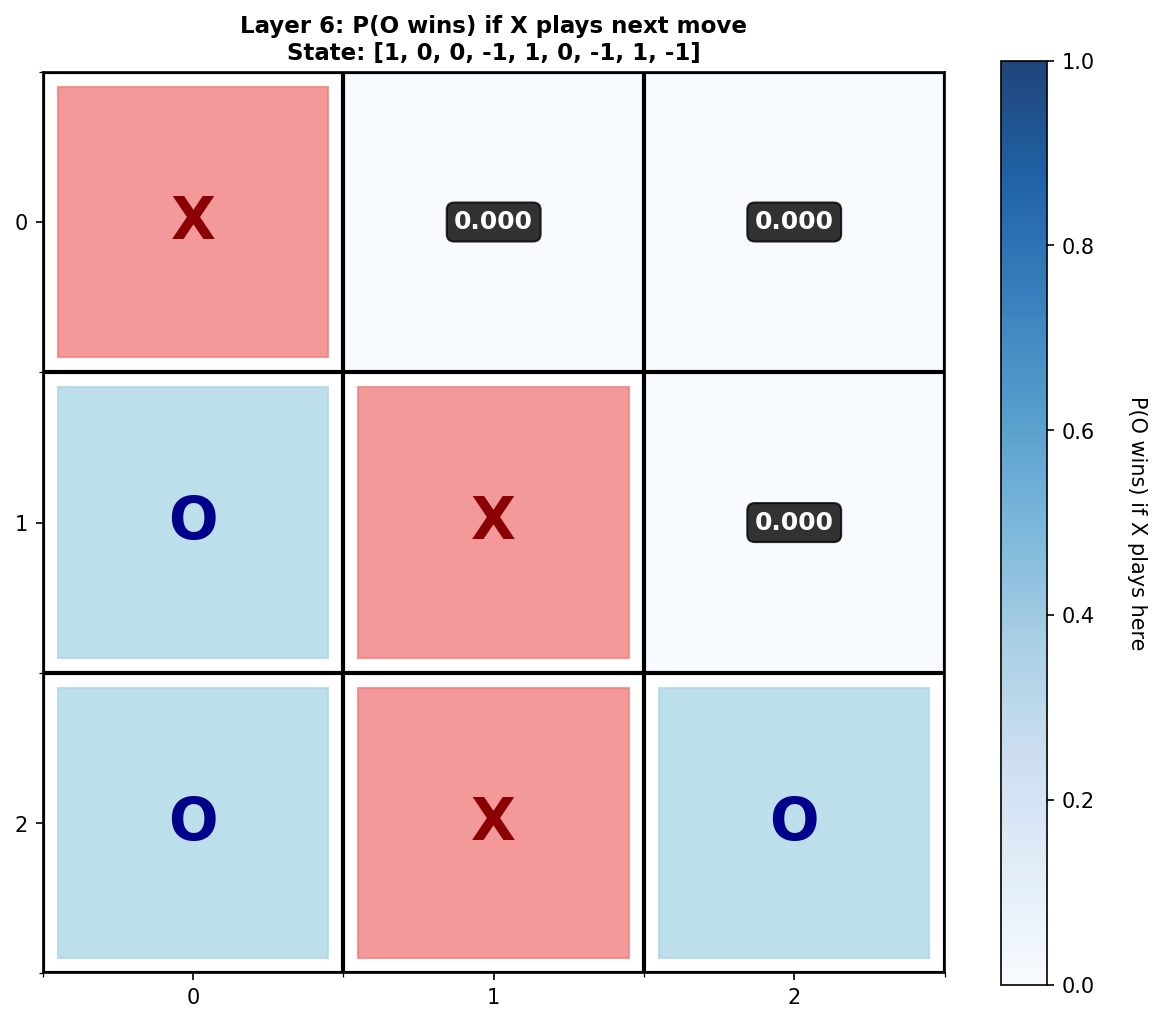 Layer 6: P(O wins) if X plays next move
State: [1, 0, 0, -1, 1, 0, -1, 1, -1]
0
X
0.000
0.000
1
O
X
0.000
2
O
X
O
0
1
2
1.0
0.8
0.6
0.4
0.2
0.0
P(O wins) if X plays here